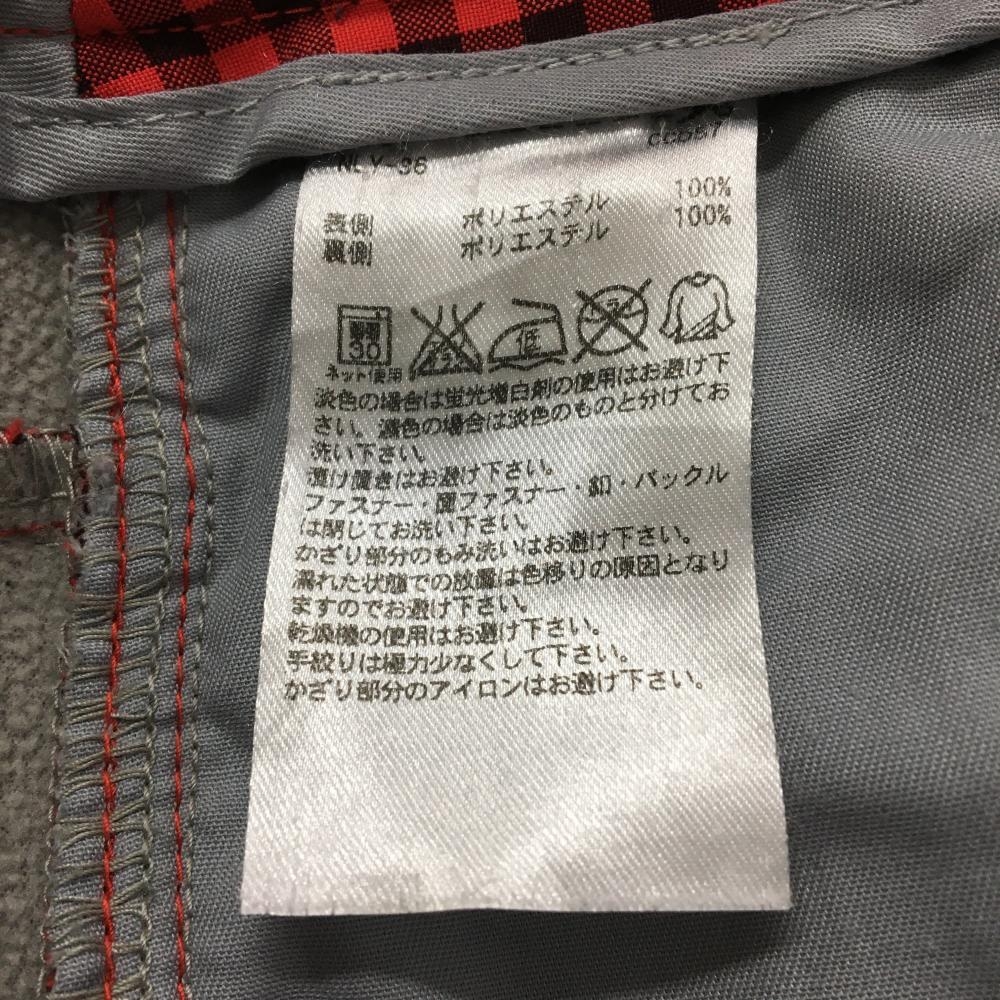 CC657
NLY-36
表側 ポリエステル 100%
裏側 ポリエステル 100%
30 低
ネット使用
淡色の場合は蛍光増白剤の使用はお避け下
さい。濃色の場合は淡色のものと分けてお
洗い下さい。
漬け置きはお避け下さい。
ファスナー・面ファスナー・釦・バックル
は閉じてお洗い下さい。
かざり部分のもみ洗いはお避け下さい。
濡れた状態での放置は色移りの原因となり
ますのでお避け下さい。
乾燥機の使用はお避け下さい。
手絞りは極力少なくして下さい。
かざり部分のアイロンはお避け下さい。